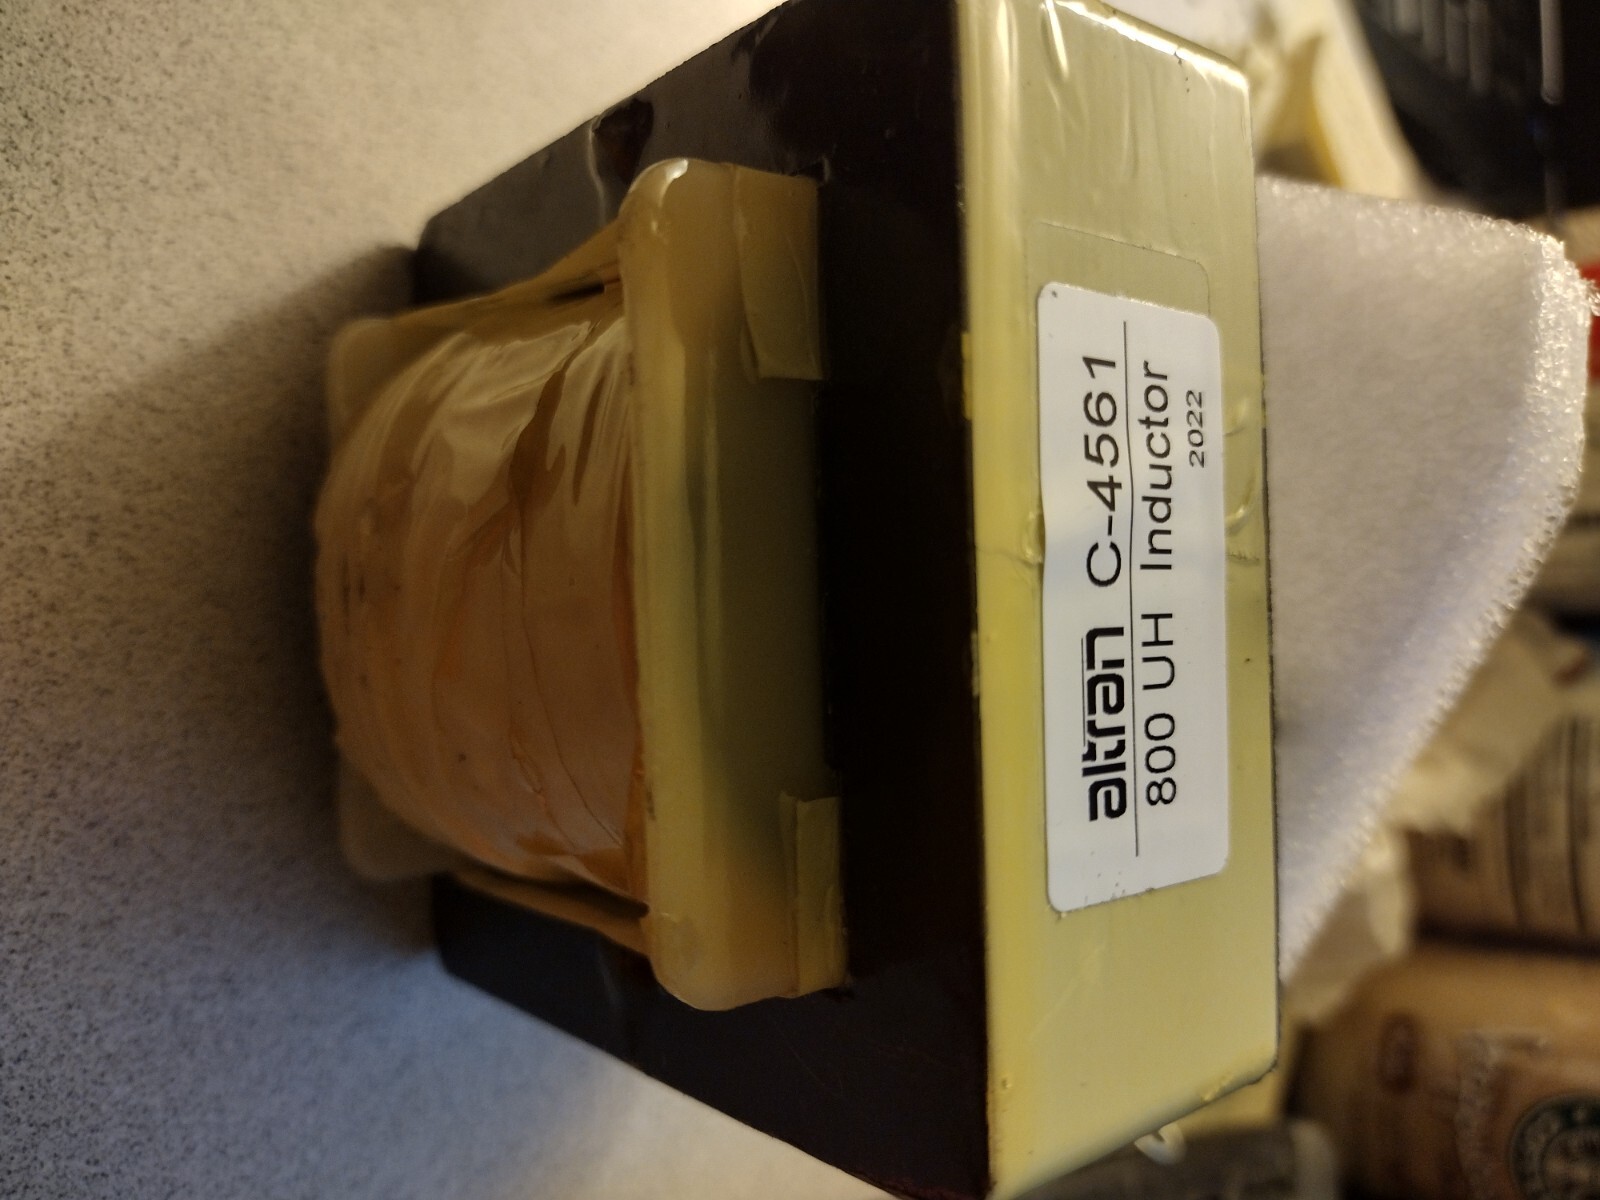 altran C-4561
800 UH Inductor
2022